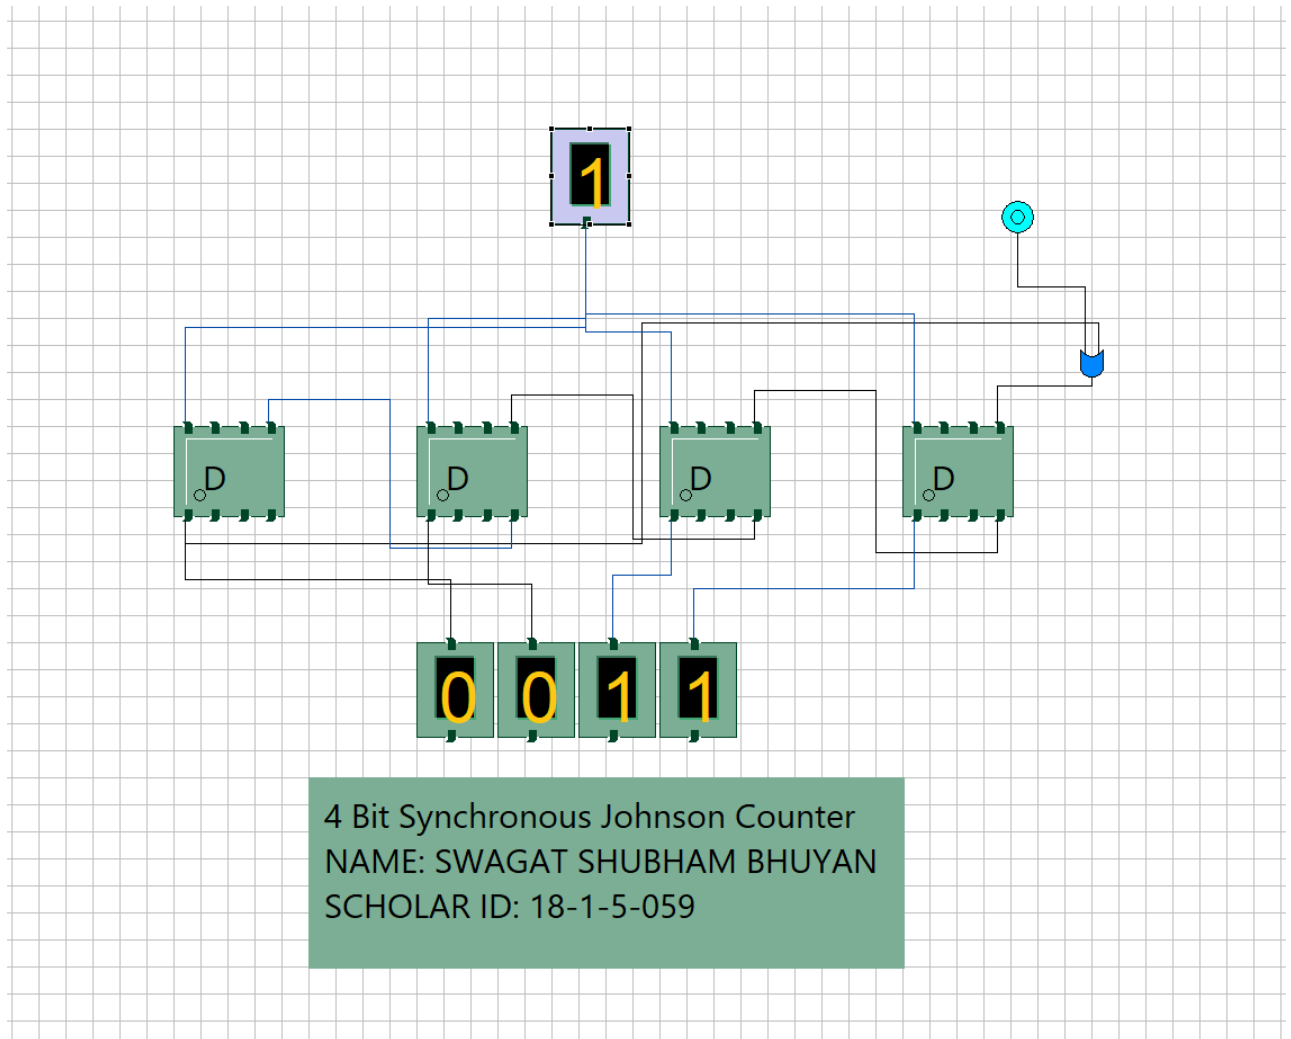 1
D D D D
0 0 1 1
4 Bit Synchronous Johnson Counter
NAME: SWAGAT SHUBHAM BHUYAN
SCHOLAR ID: 18-1-5-059